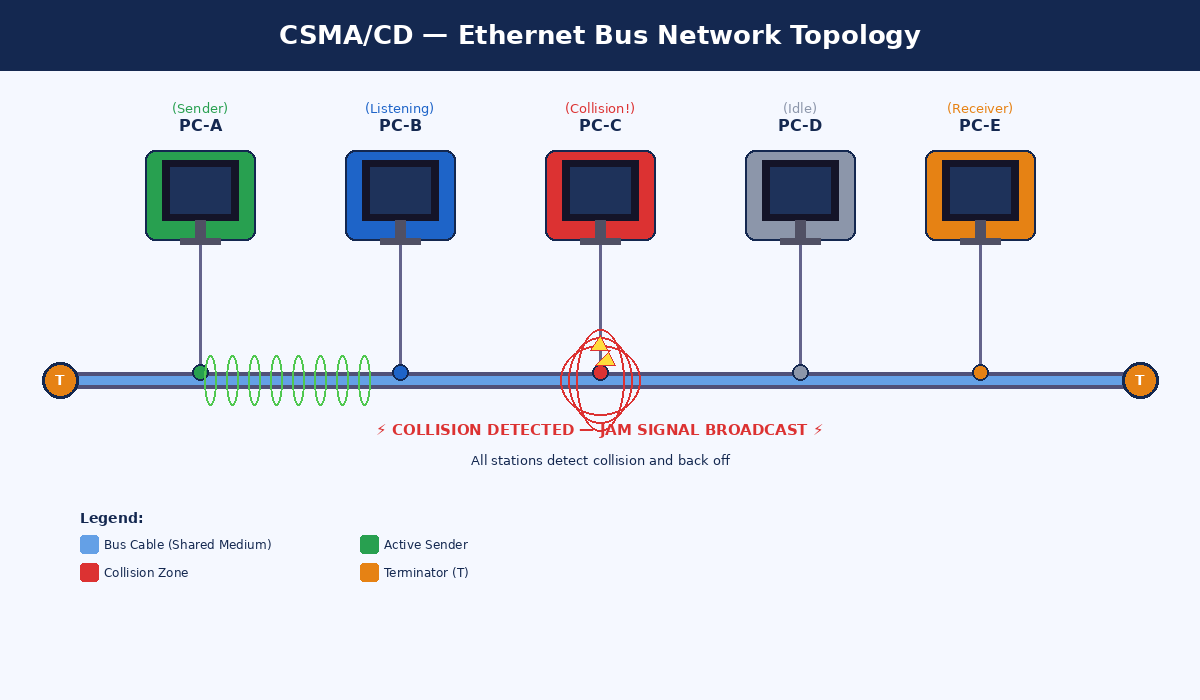 CSMA/CD — Ethernet Bus Network Topology
(Sender)
PC-A
(Listening)
PC-B
(Collision!)
PC-C
(Idle)
PC-D
(Receiver)
PC-E
T
T
⚡ COLLISION DETECTED — JAM SIGNAL BROADCAST ⚡
All stations detect collision and back off
Legend:
Bus Cable (Shared Medium)
Active Sender
Collision Zone
Terminator (T)